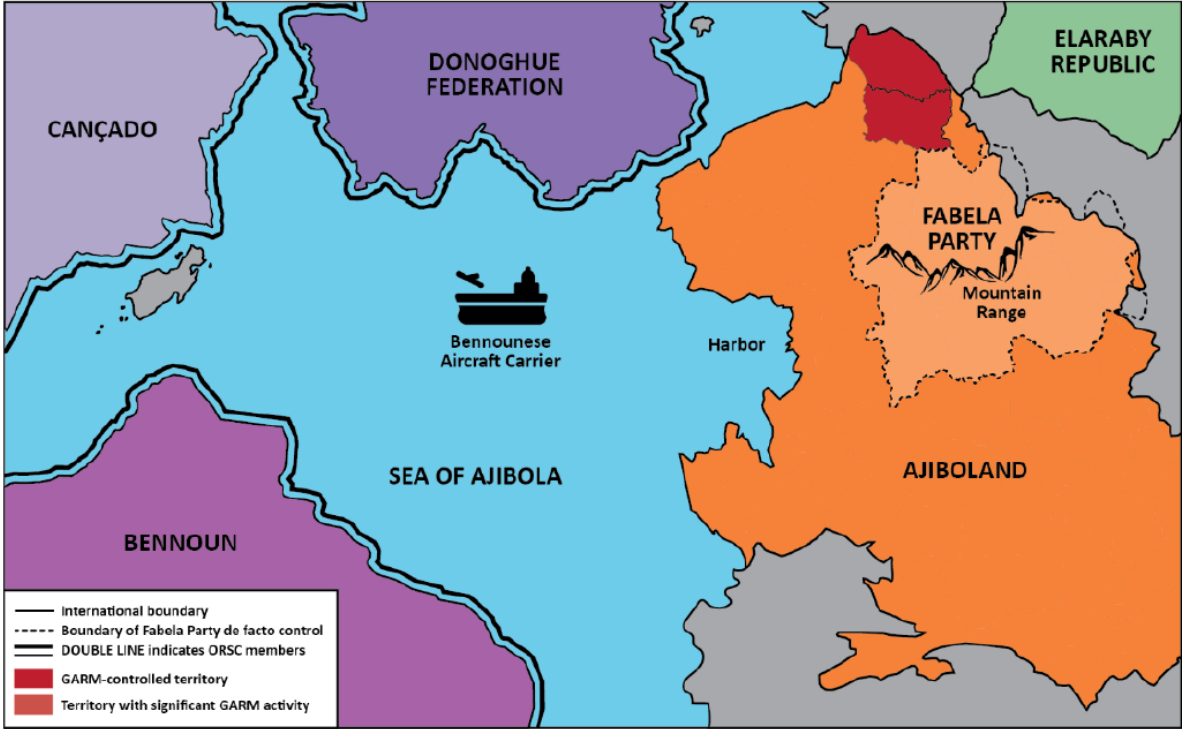 CANÇADO
DONOGHUE
FEDERATION
ELARABY
REPUBLIC
FABELA
PARTY
Mountain
Range
Bennounese
Aircraft Carrier
Harbor
SEA OF AJIBOLA
AJIBOLAND
BENNOUN
International boundary
Boundary of Fabela Party de facto control
DOUBLE LINE indicates ORSC members
GARM-controlled territory
Territory with significant GARM activity